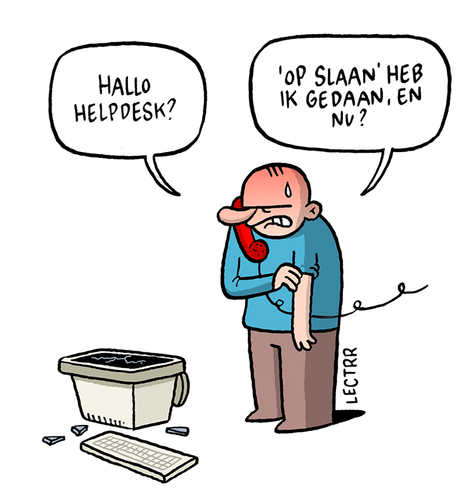 HALLO
HELPDESK?
'OP SLAAN' HEB
IK GEDAAN, EN
NU?
LECTRR